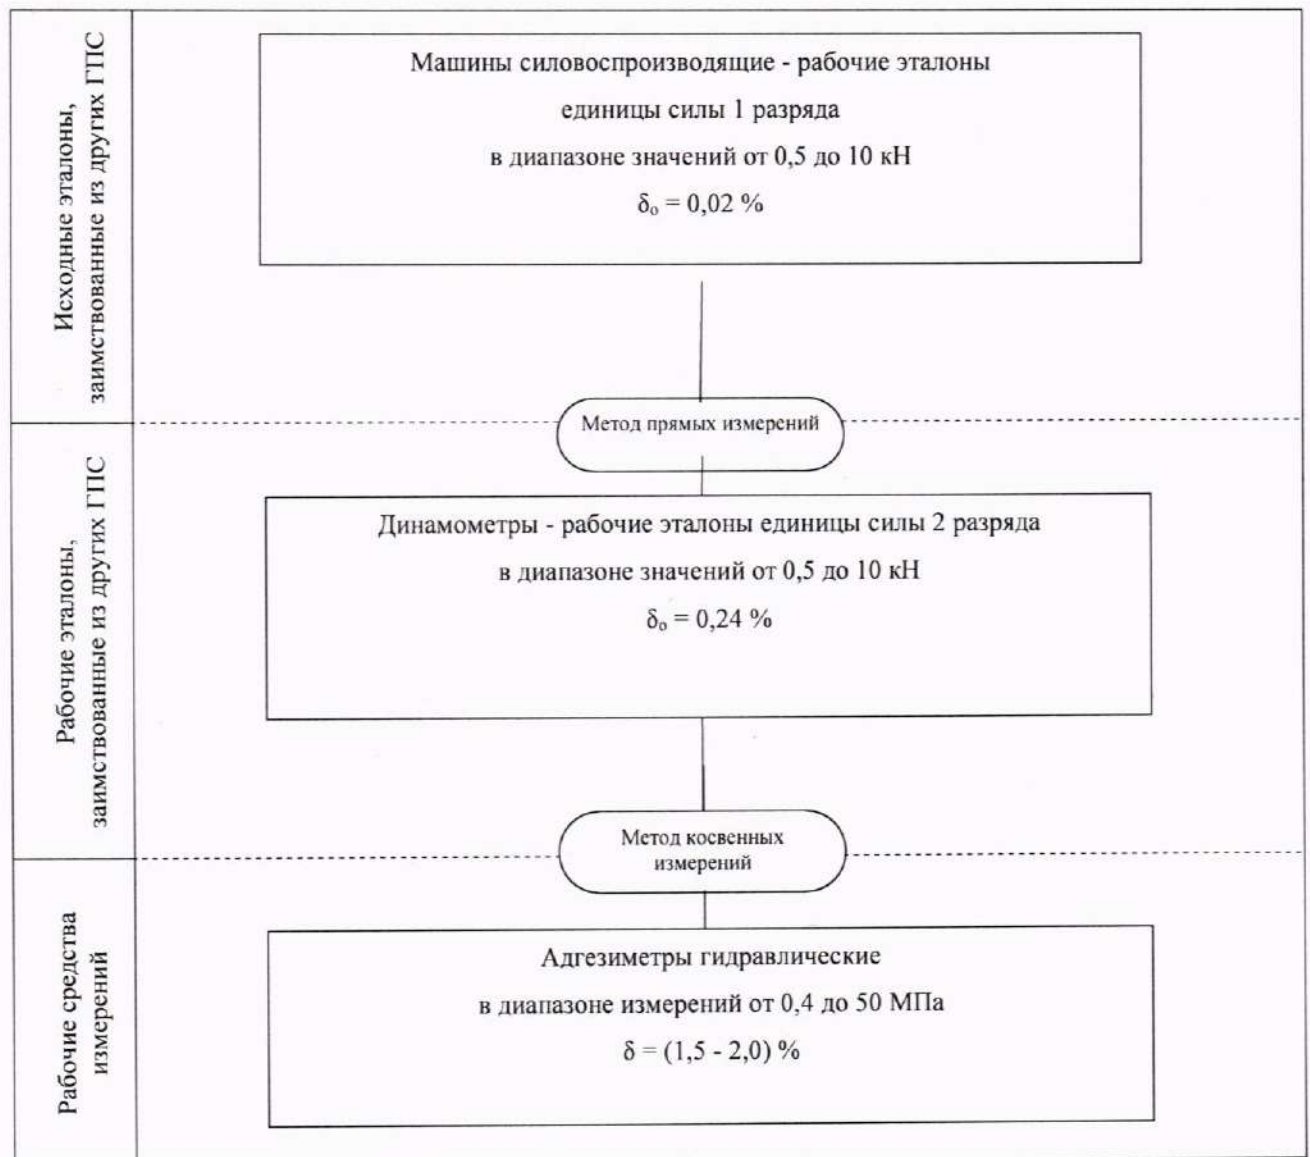 Исходные эталоны,
заимствованные из других ГПС
Машины силовоспроизводящие - рабочие эталоны
единицы силы 1 разряда
в диапазоне значений от 0,5 до 10 кН
δₒ = 0,02 %
Метод прямых измерений
Рабочие эталоны,
заимствованные из других ГПС
Динамометры - рабочие эталоны единицы силы 2 разряда
в диапазоне значений от 0,5 до 10 кН
δₒ = 0,24 %
Метод косвенных
измерений
Рабочие средства
измерений
Адгезиметры гидравлические
в диапазоне измерений от 0,4 до 50 МПа
δ = (1,5 - 2,0) %